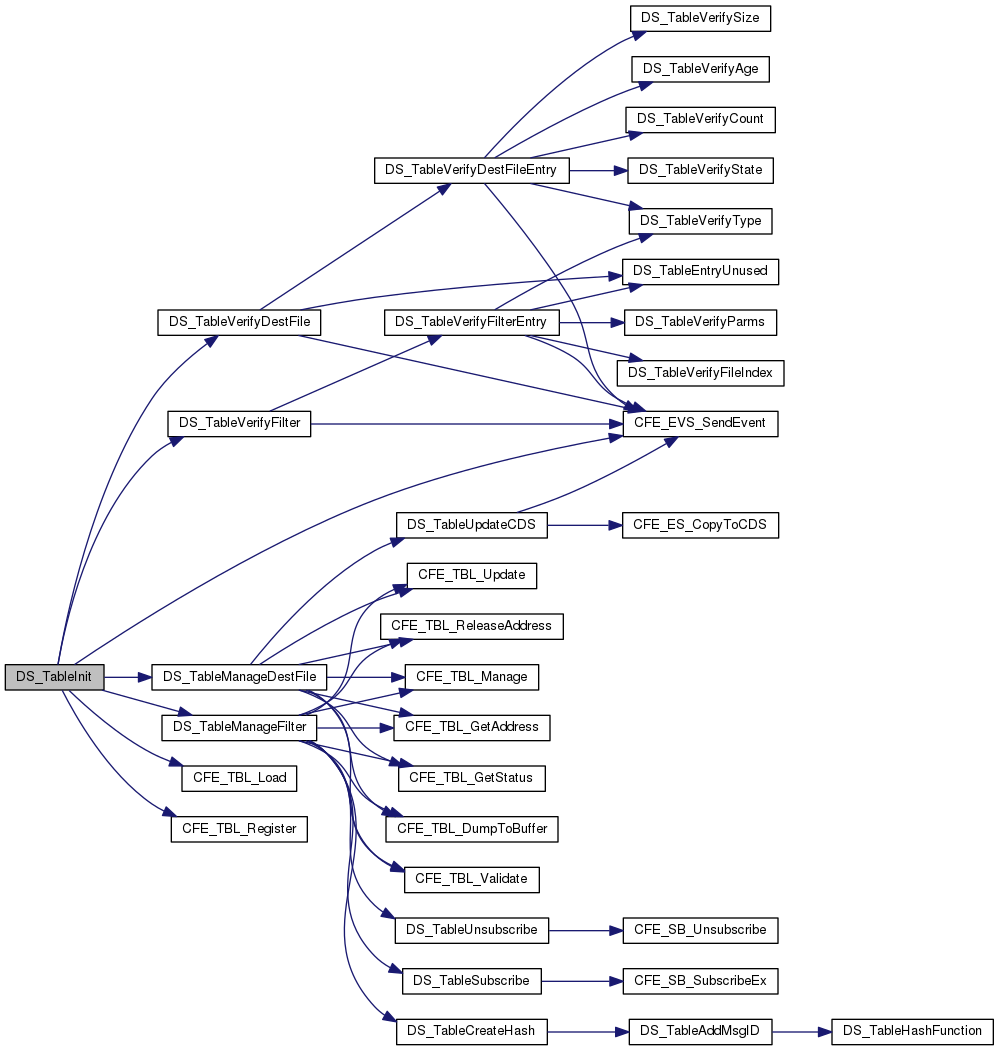 DS_TableVerifySize
DS_TableVerifyAge
DS_TableVerifyCount
DS_TableVerifyDestFileEntry
DS_TableVerifyState
DS_TableVerifyType
DS_TableEntryUnused
DS_TableVerifyDestFile
DS_TableVerifyFilterEntry
DS_TableVerifyParms
DS_TableVerifyFileIndex
DS_TableVerifyFilter
CFE_EVS_SendEvent
DS_TableUpdateCDS
CFE_ES_CopyToCDS
CFE_TBL_Update
CFE_TBL_ReleaseAddress
DS_TableInit
DS_TableManageDestFile
CFE_TBL_Manage
DS_TableManageFilter
CFE_TBL_GetAddress
CFE_TBL_Load
CFE_TBL_GetStatus
CFE_TBL_Register
CFE_TBL_DumpToBuffer
CFE_TBL_Validate
DS_TableUnsubscribe
CFE_SB_Unsubscribe
DS_TableSubscribe
CFE_SB_SubscribeEx
DS_TableCreateHash
DS_TableAddMsgID
DS_TableHashFunction